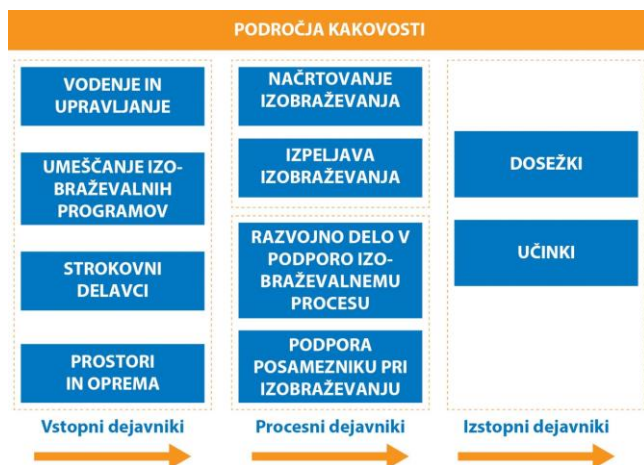 PODROČJA KAKOVOSTI
VODENJE IN
UPRAVLJANJE
UMEŠČANJE IZO-
BRAŽEVALNIH
PROGRAMOV
STROKOVNI
DELAVCI
PROSTORI
IN OPREMA
Vstopni dejavniki
NAČRTOVANJE
IZOBRAŽEVANJA
IZPELJAVA
IZOBRAŽEVANJA
RAZVOJNO DELO V
PODPORO IZO-
BRAŽEVALNEMU
PROCESU
PODPORA
POSAMEZNIKU PRI
IZOBRAŽEVANJU
Procesni dejavniki
DOSEŽKI
UČINKI
Izstopni dejavniki